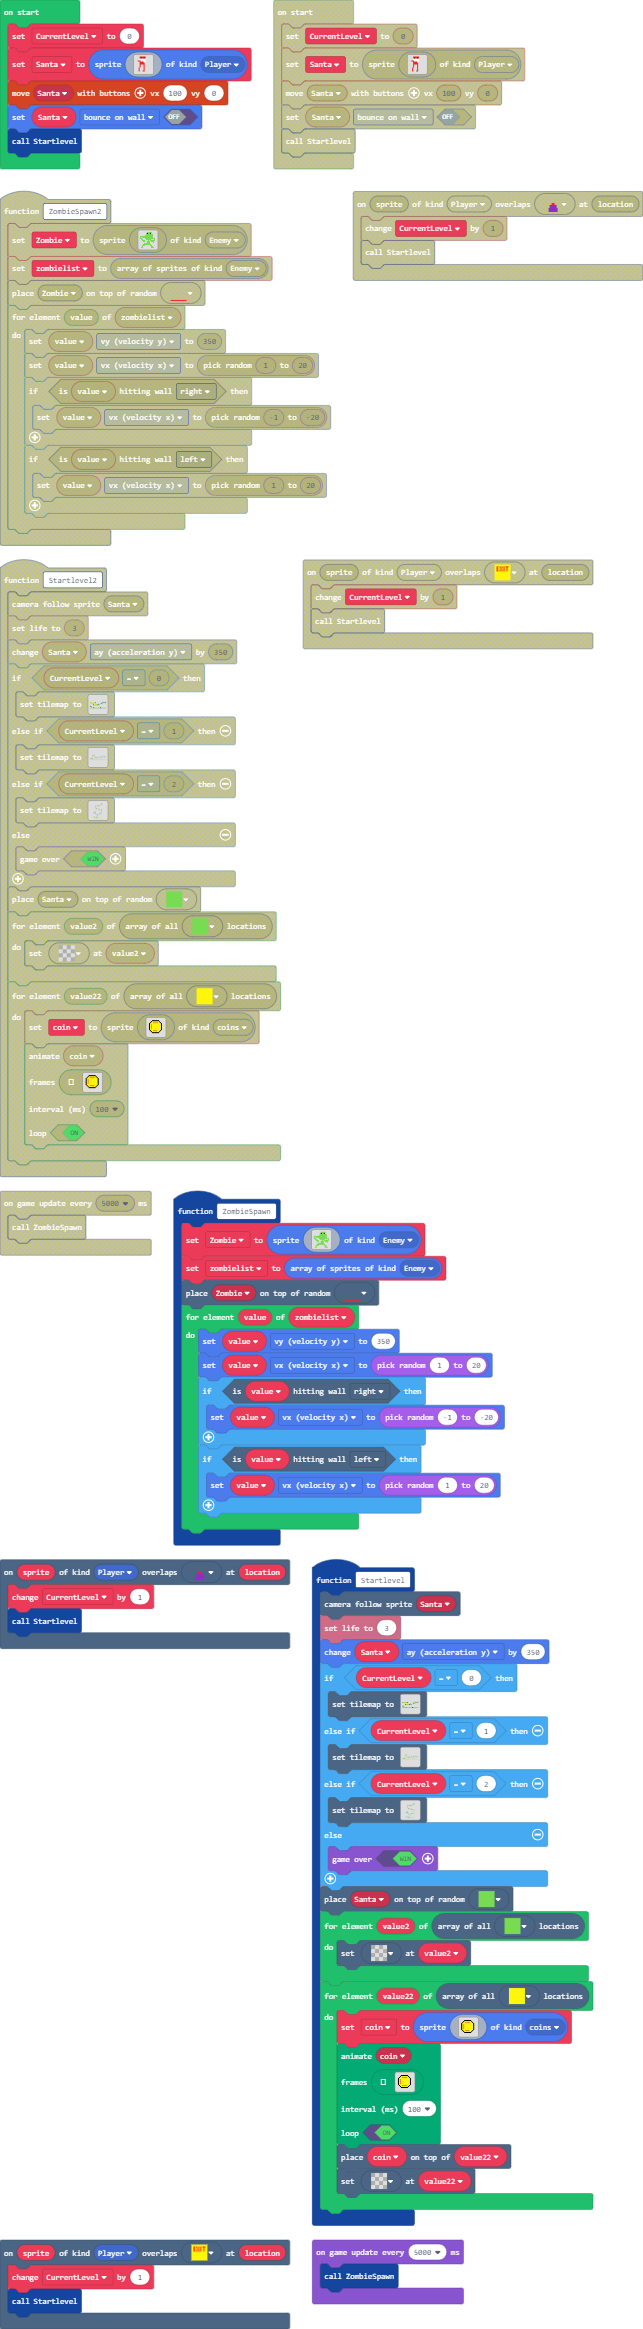 on start
set CurrentLevel to 0
set Santa to sprite of kind Player
move Santa with buttons vx 100 vy 0
set Santa bounce on wall OFF
call Startlevel
on start
set CurrentLevel to 0
set Santa to sprite of kind Player
move Santa with buttons vx 100 vy 0
set Santa bounce on wall OFF
call Startlevel
function ZombieSpawn2
set Zombie to sprite of kind Enemy
set zombielist to array of sprites of kind Enemy
place Zombie on top of random
for element value of zombielist
do
set value vy (velocity y) to 350
set value vx (velocity x) to pick random 1 to 20
if is value hitting wall right then
set value vx (velocity x) to pick random -1 to -20
if is value hitting wall left then
set value vx (velocity x) to pick random 1 to 20
on sprite of kind Player overlaps at location
change CurrentLevel by 1
call Startlevel
function Startlevel2
camera follow sprite Santa
set life to 3
change Santa ay (acceleration y) by 350
if CurrentLevel = 0 then
set tilemap to
else if CurrentLevel = 1 then
set tilemap to
else if CurrentLevel = 2 then
set tilemap to
else
game over WIN
place Santa on top of random
for element value2 of array of all locations
do
set at value2
for element value22 of array of all locations
do
set coin to sprite of kind coins
animate coin
frames
interval (ms) 100
loop ON
on sprite of kind Player overlaps EXIT at location
change CurrentLevel by 1
call Startlevel
on game update every 5000 ms
call ZombieSpawn
function ZombieSpawn
set Zombie to sprite of kind Enemy
set zombielist to array of sprites of kind Enemy
place Zombie on top of random
for element value of zombielist
do
set value vy (velocity y) to 350
set value vx (velocity x) to pick random 1 to 20
if is value hitting wall right then
set value vx (velocity x) to pick random -1 to -20
if is value hitting wall left then
set value vx (velocity x) to pick random 1 to 20
on sprite of kind Player overlaps at location
change CurrentLevel by 1
call Startlevel
function Startlevel
camera follow sprite Santa
set life to 3
change Santa ay (acceleration y) by 350
if CurrentLevel = 0 then
set tilemap to
else if CurrentLevel = 1 then
set tilemap to
else if CurrentLevel = 2 then
set tilemap to
else
game over WIN
place Santa on top of random
for element value2 of array of all locations
do
set at value2
for element value22 of array of all locations
do
set coin to sprite of kind coins
animate coin
frames
interval (ms) 100
loop ON
place coin on top of value22
set at value22
on sprite of kind Player overlaps EXIT at location
change CurrentLevel by 1
call Startlevel
on game update every 5000 ms
call ZombieSpawn